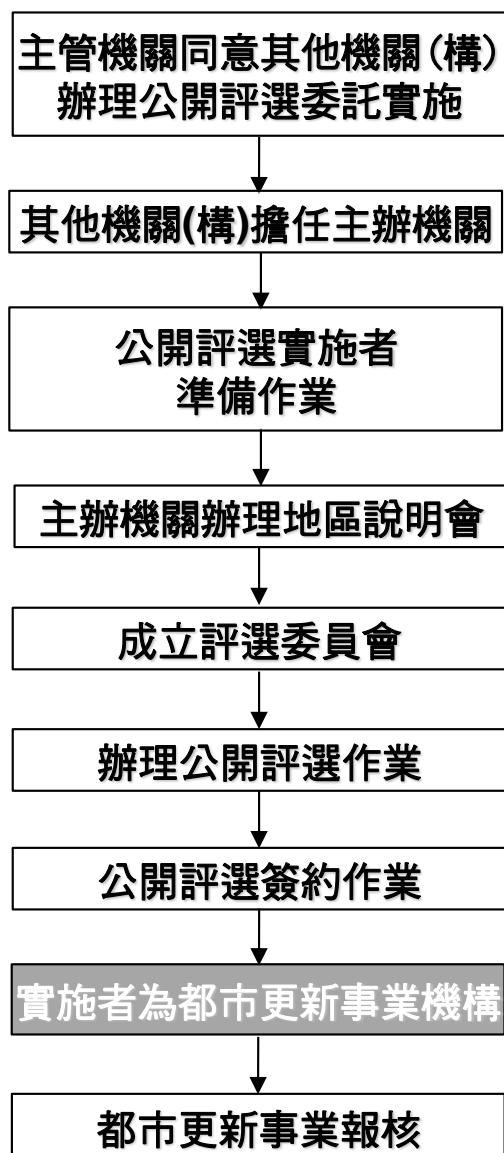 主管機關同意其他機關（構）
辦理公開評選委託實施
其他機關(構)擔任主辦機關
公開評選實施者
準備作業
主辦機關辦理地區說明會
成立評選委員會
辦理公開評選作業
公開評選簽約作業
實施者為都市更新事業機構
都市更新事業報核